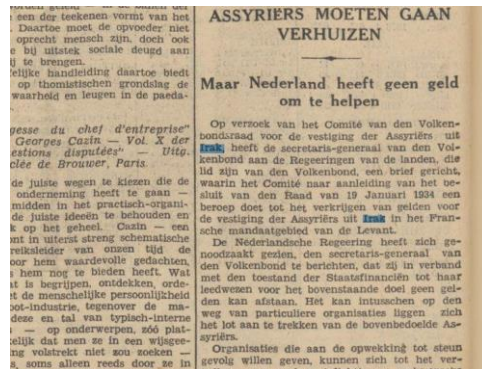 een der teekenen vormt van het
Daartoe moet de opvoeder niet
oprecht mensch zijn, doch ook
bij uitstek sociale deugd aan
te brengen.
elijke handleiding daartoe biedt
op thomistischen grondslag de
waarheid en leugen in de paeda-
gesse du chef d'entreprise"
Georges Cazin — Vol. X der
estions disputées" — Uitg.
clée de Brouwer, Paris.
de juiste wegen te kiezen die de
onderneming heeft te gaan —
midden in het practisch-organi-
de juiste ideeën te behouden en
op het geheel. Cazin — een
nt in uiterst streng schematische
reiksleider van onzen tijd de
oor hem waardevolle gedachten,
hem nog te bieden heeft. Wat
t is begrijpen, ontdekken, orde-
et de menschelijke persoonlijkheid
oot-industrie, tegenover de ma-
deze en tal van typisch-interne
— op onderwerpen, zóó plat-
elijk dat men ze in een wijsgee-
ng volstrekt niet zou zoeken —
s, soms alleen reeds door ze in
ASSYRIËRS MOETEN GAAN
VERHUIZEN
Maar Nederland heeft geen geld
om te helpen
Op verzoek van het Comité van den Volken-
bondsraad voor de vestiging der Assyriërs uit
Irak, heeft de secretaris-generaal van den Vol-
kenbond aan de Regeeringen van de landen, die
lid zijn van den Volkenbond, een brief gericht,
waarin het Comité naar aanleiding van het be-
sluit van den Raad van 19 Januari 1934 een
beroep doet tot het verkrijgen van gelden voor
de vestiging der Assyriërs uit Irak in het Fran-
sche mandaatgebied van de Levant.
De Nederlandsche Regeering heeft zich ge-
noodzaakt gezien, den secretaris-generaal van
den Volkenbond te berichten, dat zij in verband
met den toestand der Staatsfinanciën tot haar
leedwezen voor het bovenstaande doel geen gel-
den kan afstaan. Het kan intusschen op den
weg van particuliere organisaties liggen zich
het lot aan te trekken van de bovenbedoelde As-
syriërs.
Organisaties die aan de opwekking tot steun
gevolg willen geven, kunnen zich tot het ver-